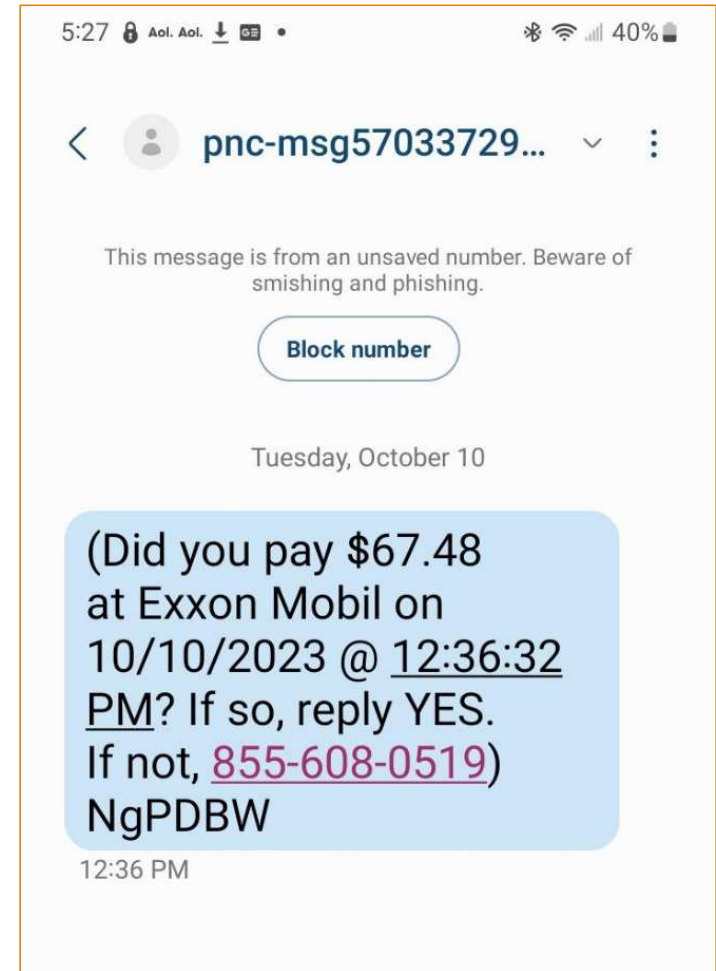 5:27 Aol. Aol. GE • 40%
pnc-msg57033729...
This message is from an unsaved number. Beware of
smishing and phishing.
Block number
Tuesday, October 10
(Did you pay $67.48
at Exxon Mobil on
10/10/2023 @ 12:36:32
PM? If so, reply YES.
If not, 855-608-0519)
NgPDBW
12:36 PM